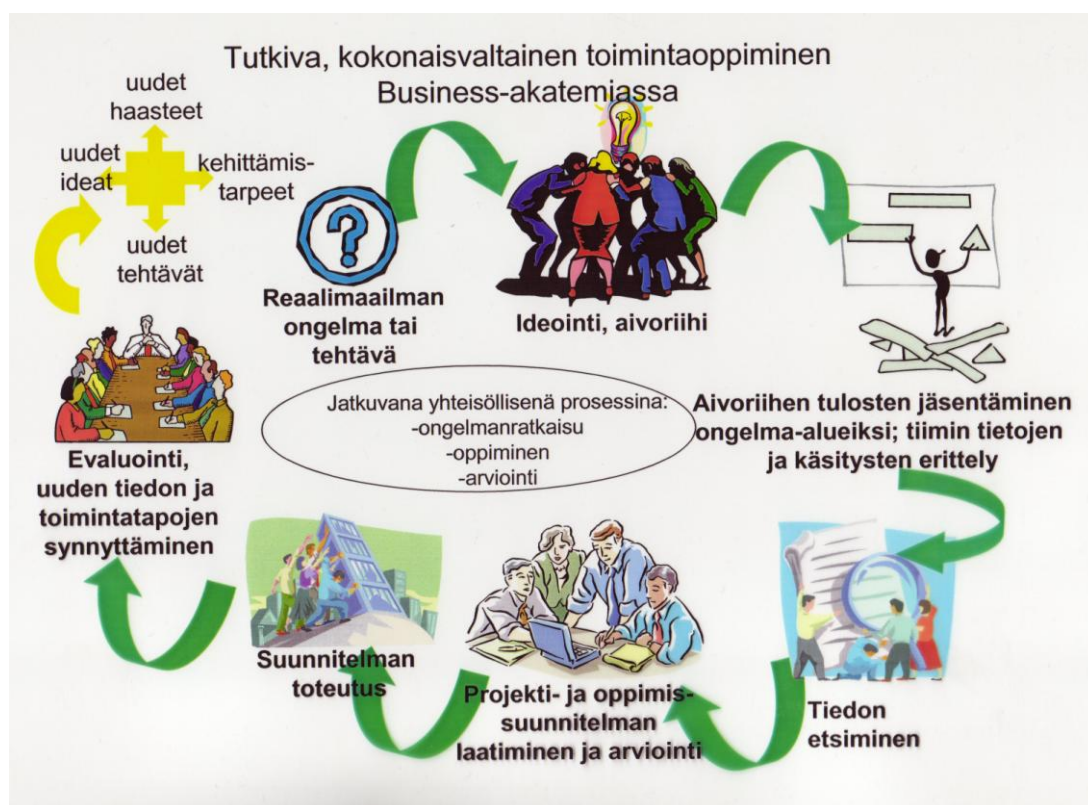 Tutkiva, kokonaisvaltainen toimintaoppiminen
Business-akatemiassa
uudet
haasteet
uudet
ideat
kehittämis-
tarpeet
uudet
tehtävät
Reaalimaailman
ongelma tai
tehtävä
Ideointi, aivoriihi
Aivoriihen tulosten jäsentäminen
ongelma-alueiksi; tiimin tietojen
ja käsitysten erittely
Jatkuvana yhteisöllisenä prosessina:
-ongelmanratkaisu
-oppiminen
-arviointi
Tiedon
etsiminen
Projekti- ja oppimis-
suunnitelman
laatiminen ja arviointi
Suunnitelman
toteutus
Evaluointi,
uuden tiedon ja
toimintatapojen
synnyttäminen